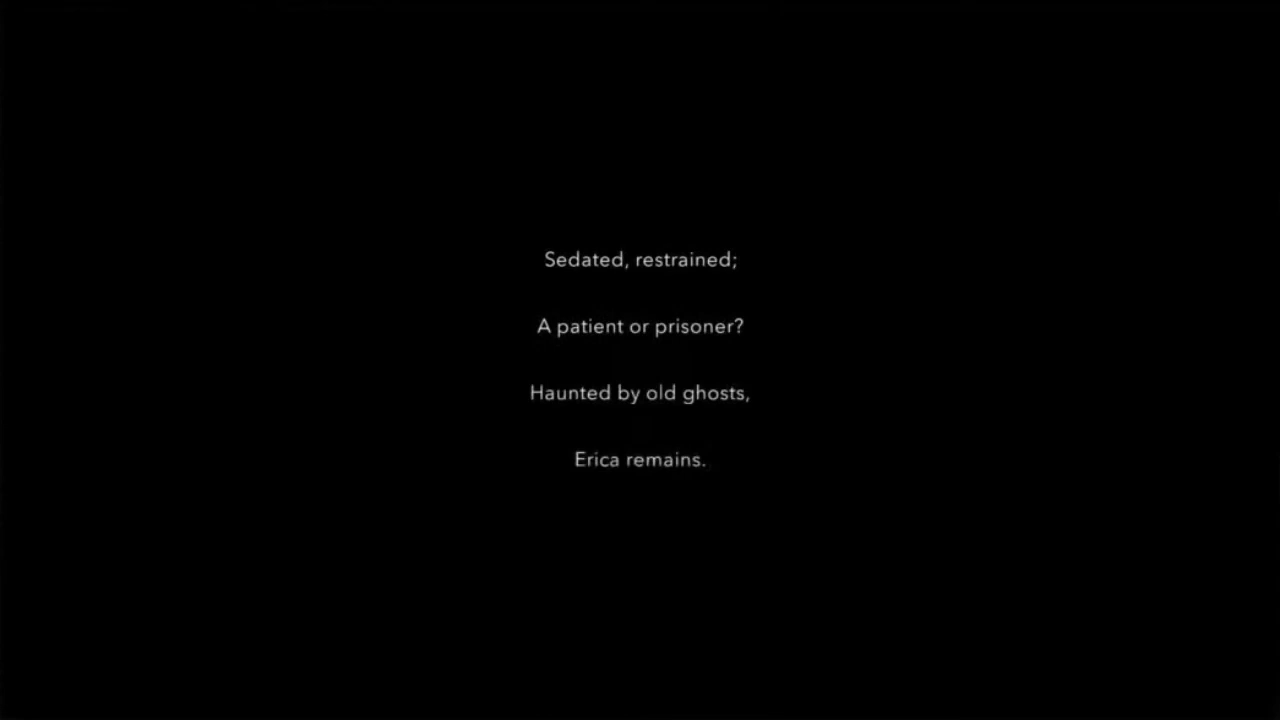 Sedated, restrained;
A patient or prisoner?
Haunted by old ghosts,
Erica remains.